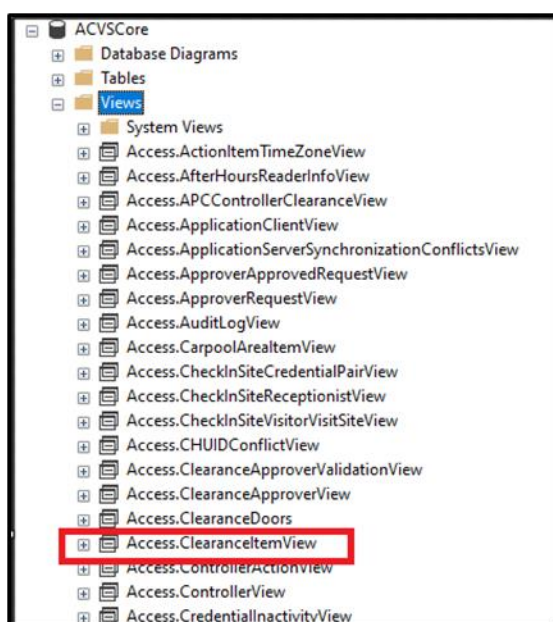 ACVSCore
Database Diagrams
Tables
Views
System Views
Access.ActionItemTimeZoneView
Access.AfterHoursReaderInfoView
Access.APCControllerClearanceView
Access.ApplicationClientView
Access.ApplicationServerSynchronizationConflictsView
Access.ApproverApprovedRequestView
Access.ApproverRequestView
Access.AuditLogView
Access.CarpoolAreaItemView
Access.CheckInSiteCredentialPairView
Access.CheckInSiteReceptionistView
Access.CheckInSiteVisitorVisitSiteView
Access.CHUIDConflictView
Access.ClearanceApproverValidationView
Access.ClearanceApproverView
Access.ClearanceDoors
Access.ClearanceItemView
Access.ControllerActionView
Access.ControllerView
Access.CredentialInactivityView